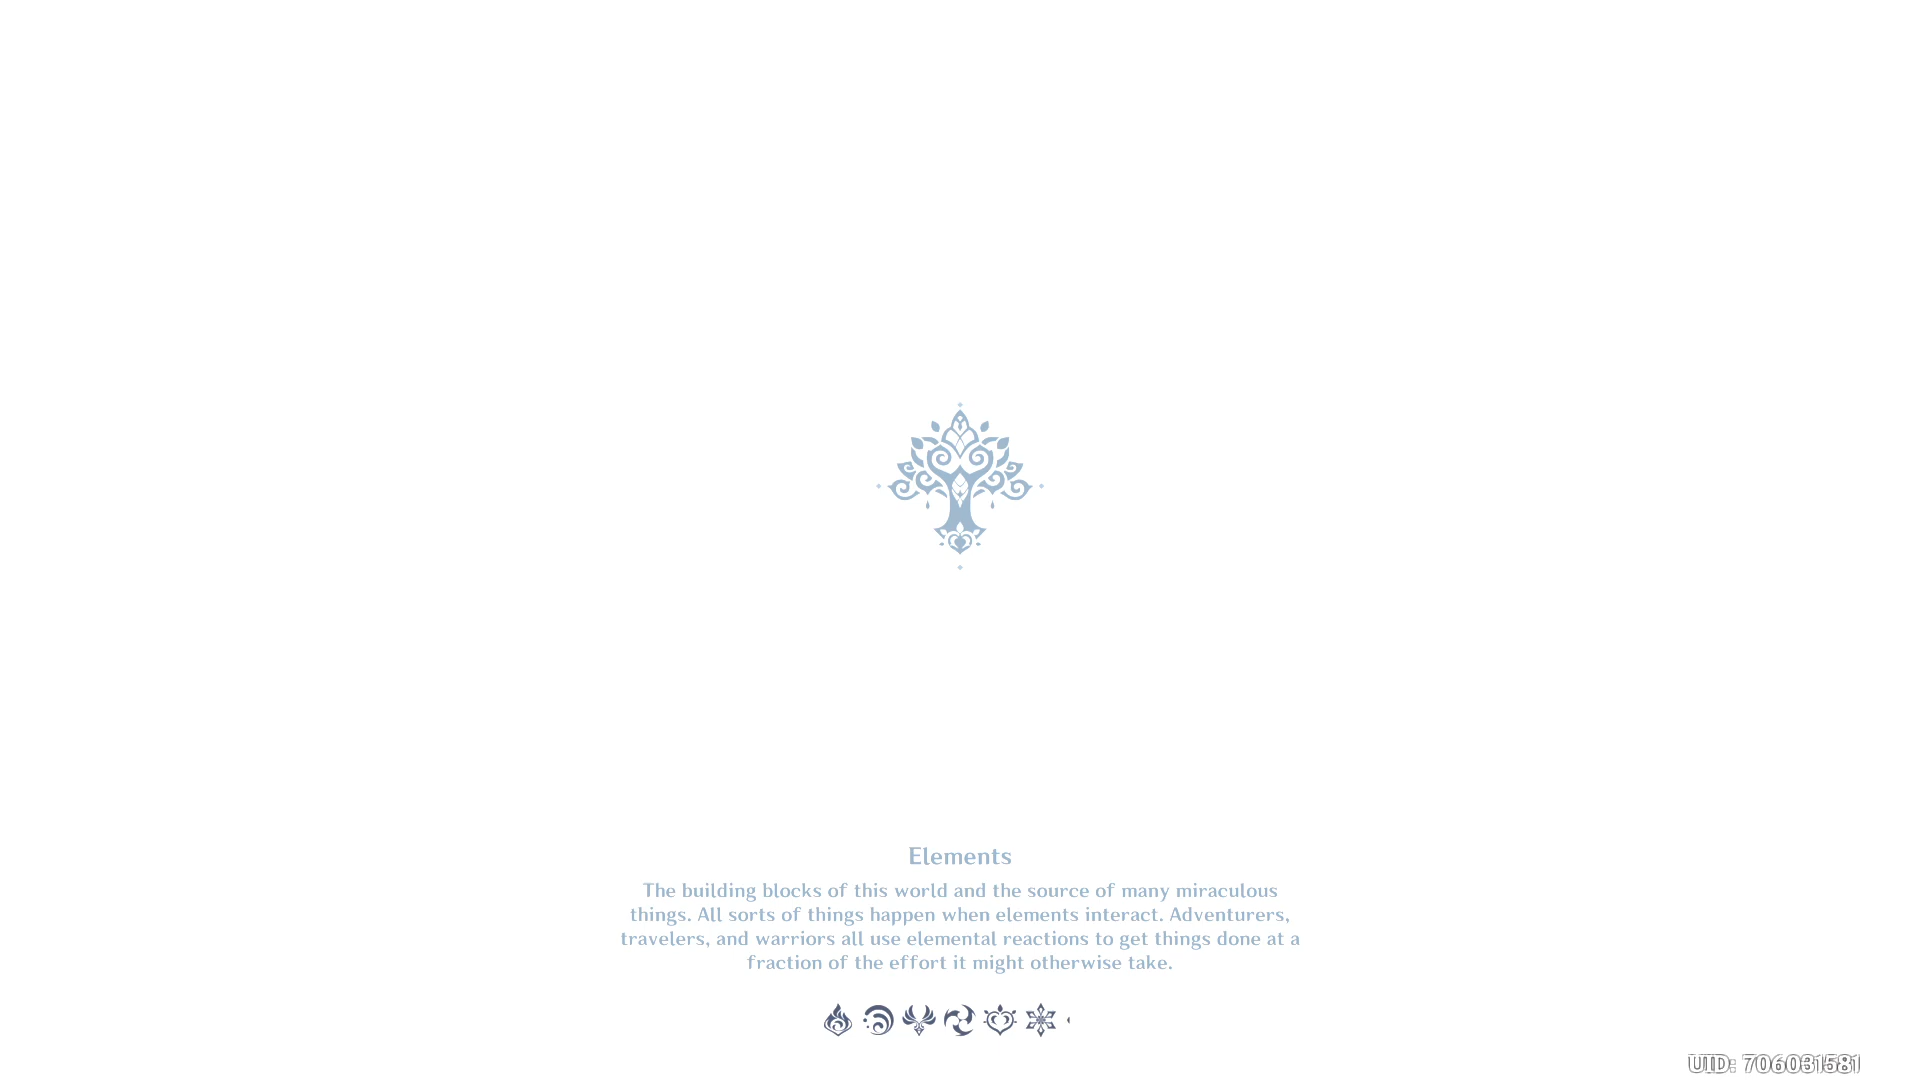 Elements
The building blocks of this world and the source of many miraculous
things. All sorts of things happen when elements interact. Adventurers,
travelers, and warriors all use elemental reactions to get things done at a
fraction of the effort it might otherwise take.
UID: 706031581